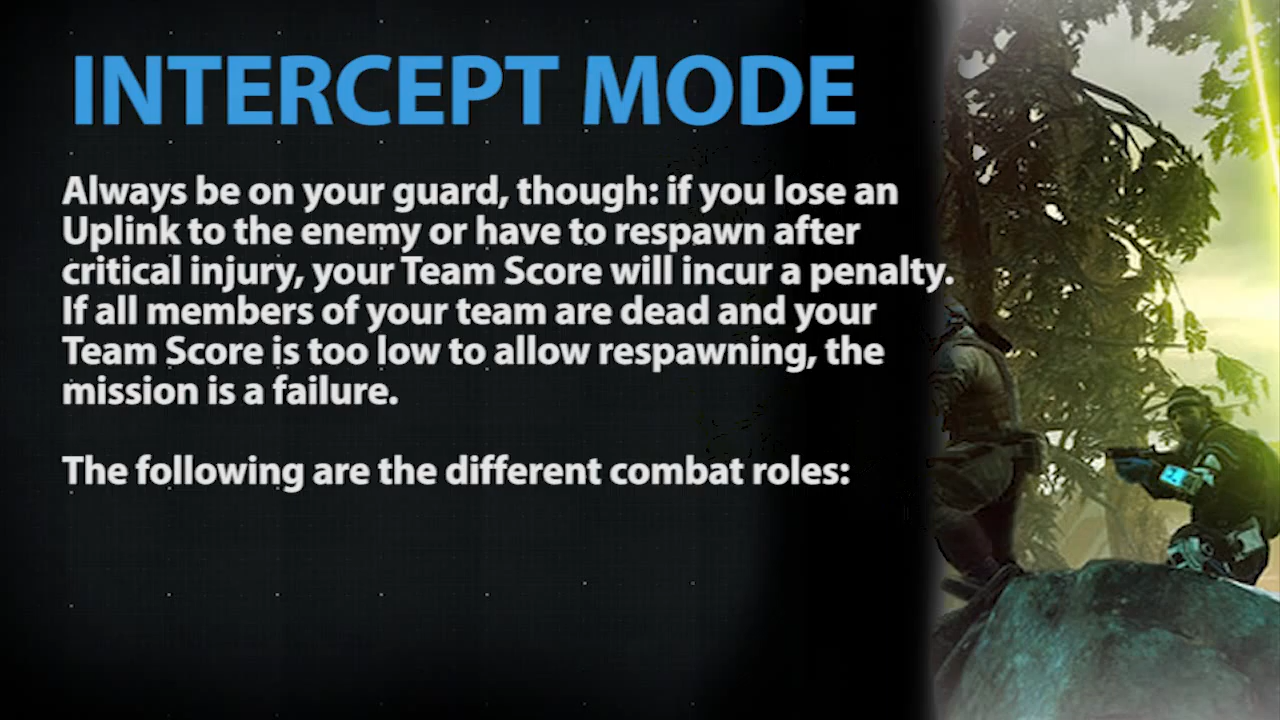 INTERCEPT MODE
Always be on your guard, though: if you lose an
Uplink to the enemy or have to respawn after
critical injury, your Team Score will incur a penalty.
If all members of your team are dead and your
Team Score is too low to allow respawning, the
mission is a failure.
The following are the different combat roles: